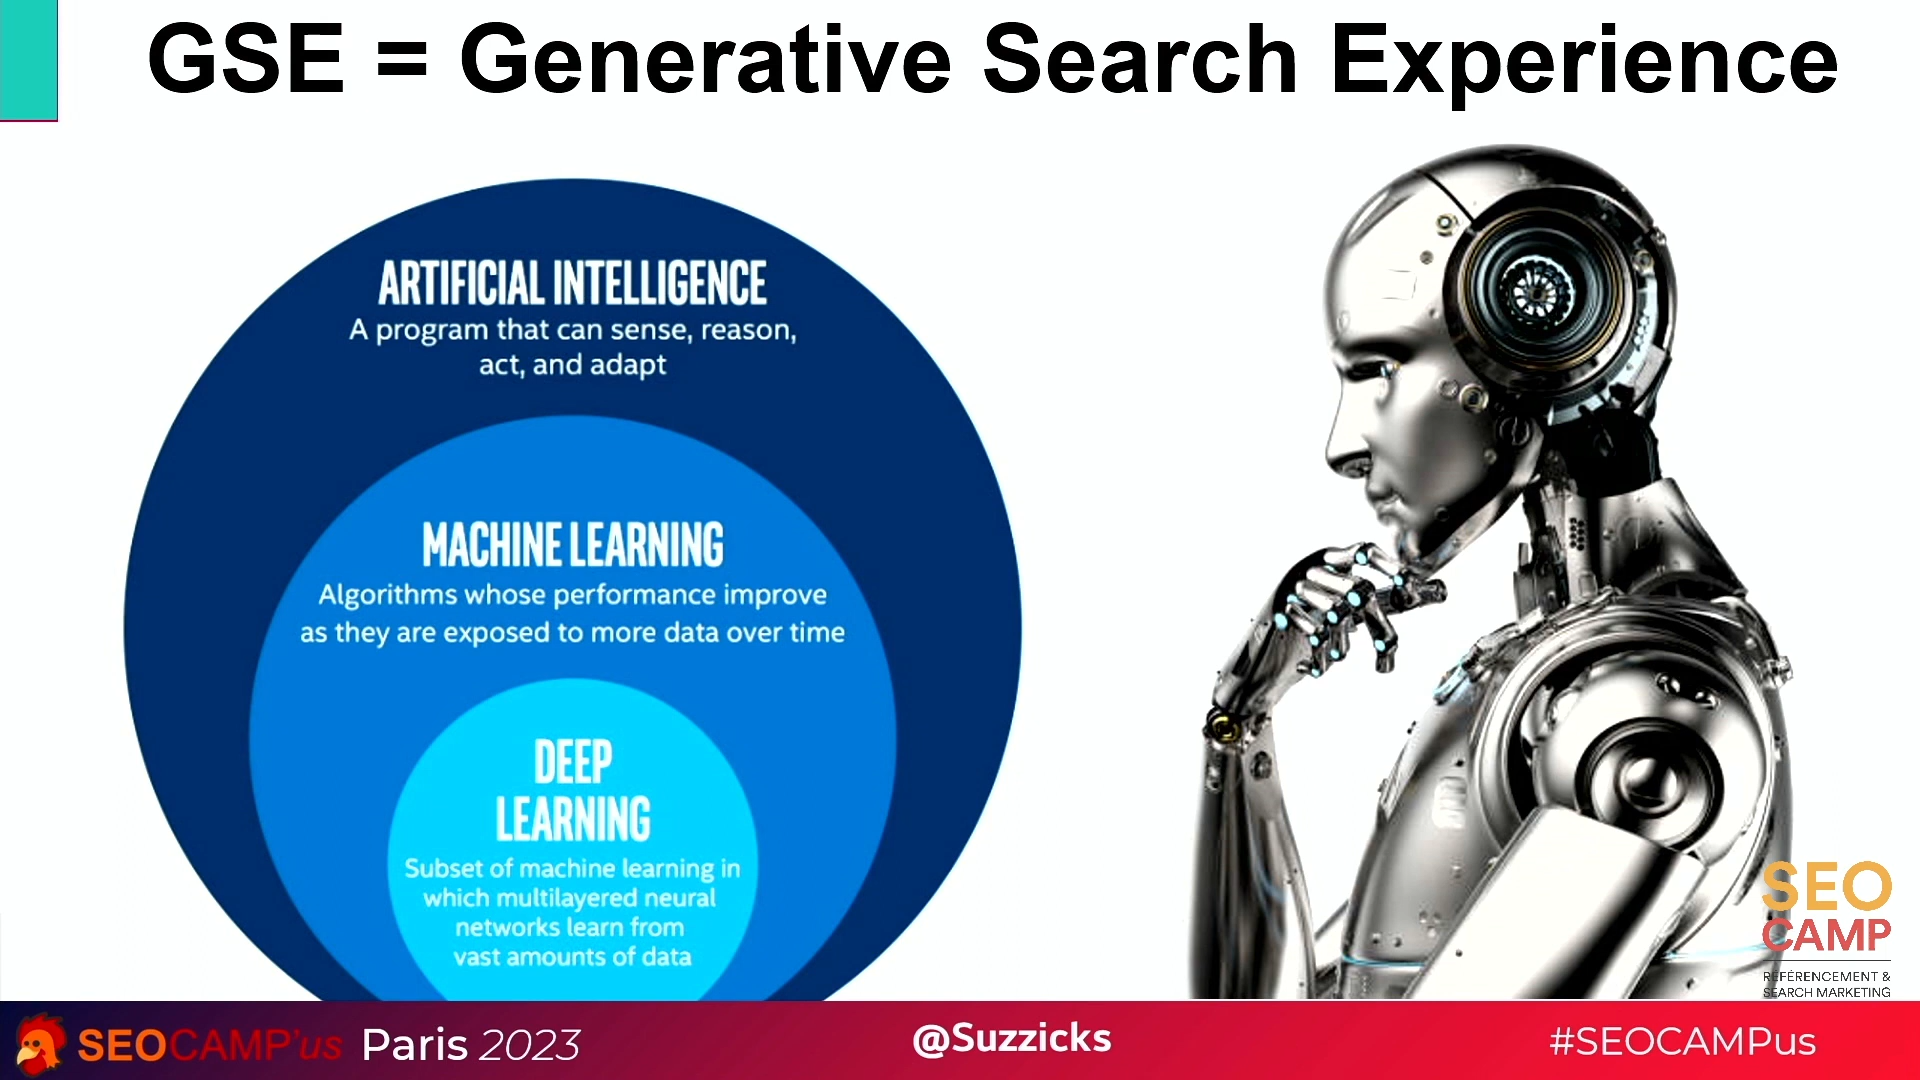 GSE = Generative Search Experience
ARTIFICIAL INTELLIGENCE
A program that can sense, reason,
act, and adapt
MACHINE LEARNING
Algorithms whose performance improve
as they are exposed to more data over time
DEEP
LEARNING
Subset of machine learning in
which multilayered neural
networks learn from
vast amounts of data
SEO
CAMP
RÉFÉRENCEMENT &
SEARCH MARKETING
SEOCAMP'us Paris 2023
@Suzzicks
#SEOCAMPus